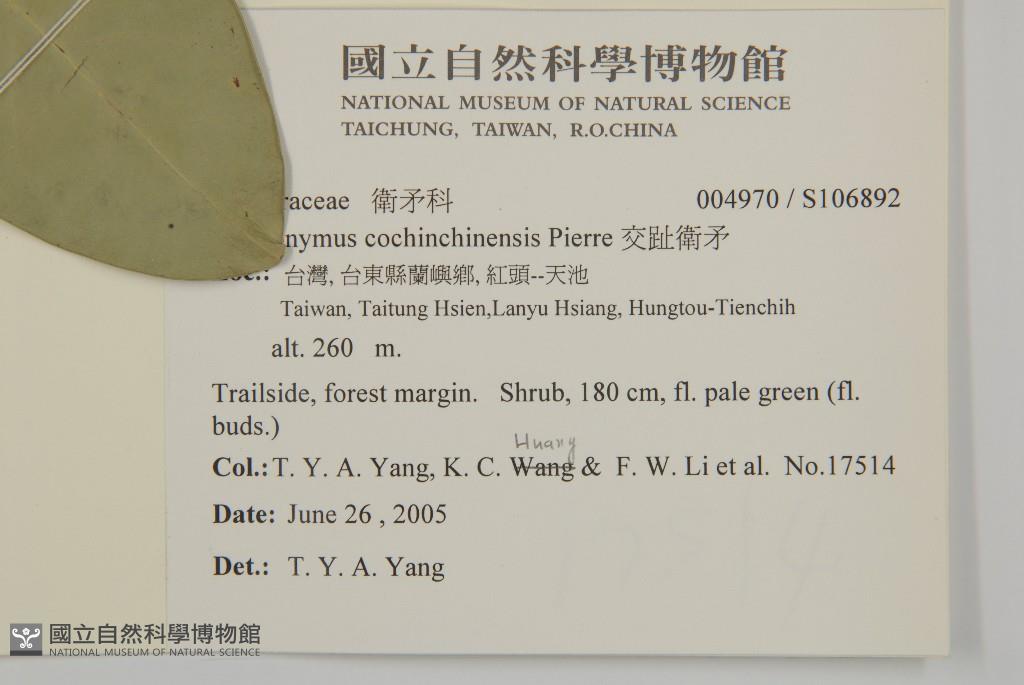 國立自然科學博物館
NATIONAL MUSEUM OF NATURAL SCIENCE
TAICHUNG, TAIWAN, R.O.CHINA
raceae 衛矛科 004970 / S106892
nymus cochinchinensis Pierre 交趾衛矛
台灣, 台東縣蘭嶼鄉, 紅頭--天池
Taiwan, Taitung Hsien,Lanyu Hsiang, Hungtou-Tienchih
alt. 260 m.
Trailside, forest margin. Shrub, 180 cm, fl. pale green (fl.
buds.)
Huang
Col.: T. Y. A. Yang, K. C. Wang & F. W. Li et al. No.17514
Date: June 26 , 2005
Det.: T. Y. A. Yang
國立自然科學博物館
NATIONAL MUSEUM OF NATURAL SCIENCE